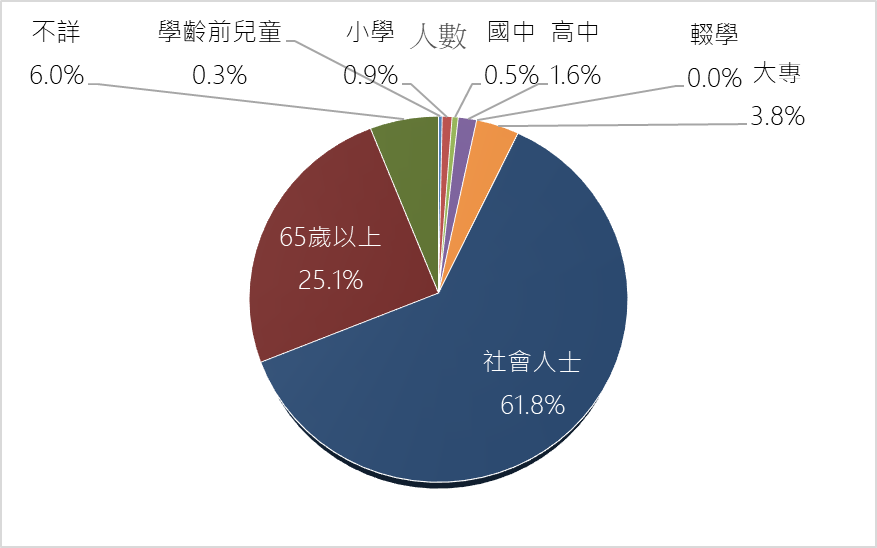 人數
不詳
6.0%
學齡前兒童
0.3%
小學
0.9%
國中
0.5%
高中
1.6%
輟學
0.0%
大專
3.8%
65歲以上
25.1%
社會人士
61.8%